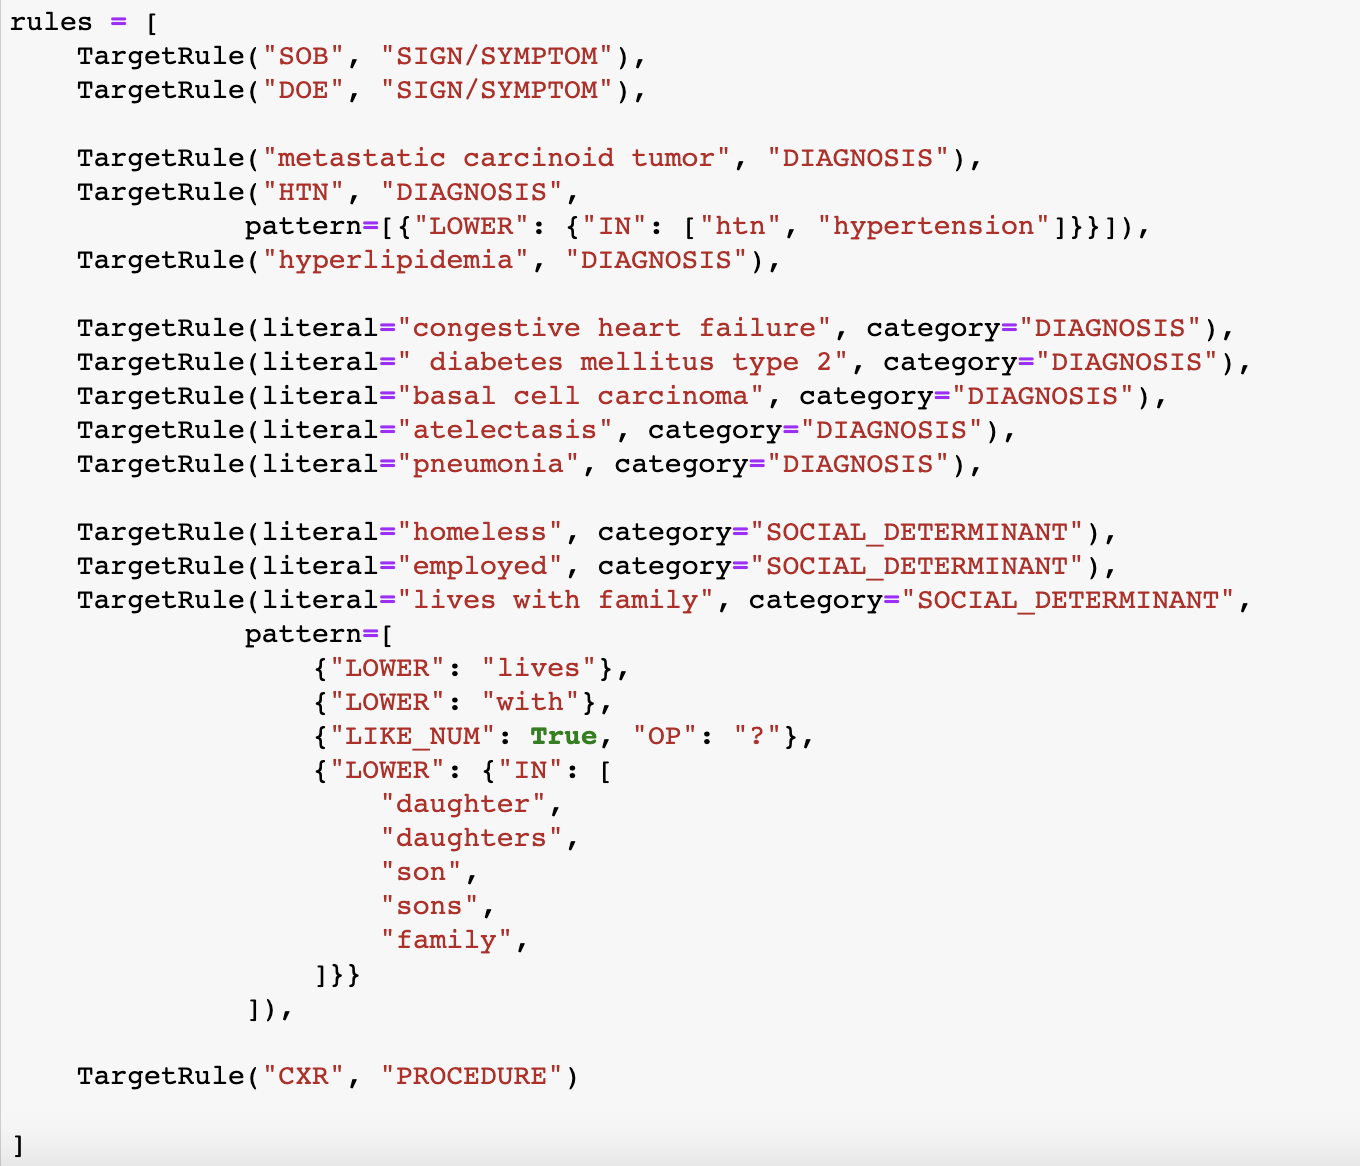 rules = [
    TargetRule("SOB", "SIGN/SYMPTOM"),
    TargetRule("DOE", "SIGN/SYMPTOM"),

    TargetRule("metastatic carcinoid tumor", "DIAGNOSIS"),
    TargetRule("HTN", "DIAGNOSIS",
              pattern=[{"LOWER": {"IN": ["htn", "hypertension"]}}]),
    TargetRule("hyperlipidemia", "DIAGNOSIS"),

    TargetRule(literal="congestive heart failure", category="DIAGNOSIS"),
    TargetRule(literal=" diabetes mellitus type 2", category="DIAGNOSIS"),
    TargetRule(literal="basal cell carcinoma", category="DIAGNOSIS"),
    TargetRule(literal="atelectasis", category="DIAGNOSIS"),
    TargetRule(literal="pneumonia", category="DIAGNOSIS"),

    TargetRule(literal="homeless", category="SOCIAL_DETERMINANT"),
    TargetRule(literal="employed", category="SOCIAL_DETERMINANT"),
    TargetRule(literal="lives with family", category="SOCIAL_DETERMINANT",
              pattern=[
                  {"LOWER": "lives"},
                  {"LOWER": "with"},
                  {"LIKE_NUM": True, "OP": "?"},
                  {"LOWER": {"IN": [
                      "daughter",
                      "daughters",
                      "son",
                      "sons",
                      "family",
                  ]}}
              ]),

    TargetRule("CXR", "PROCEDURE")

]